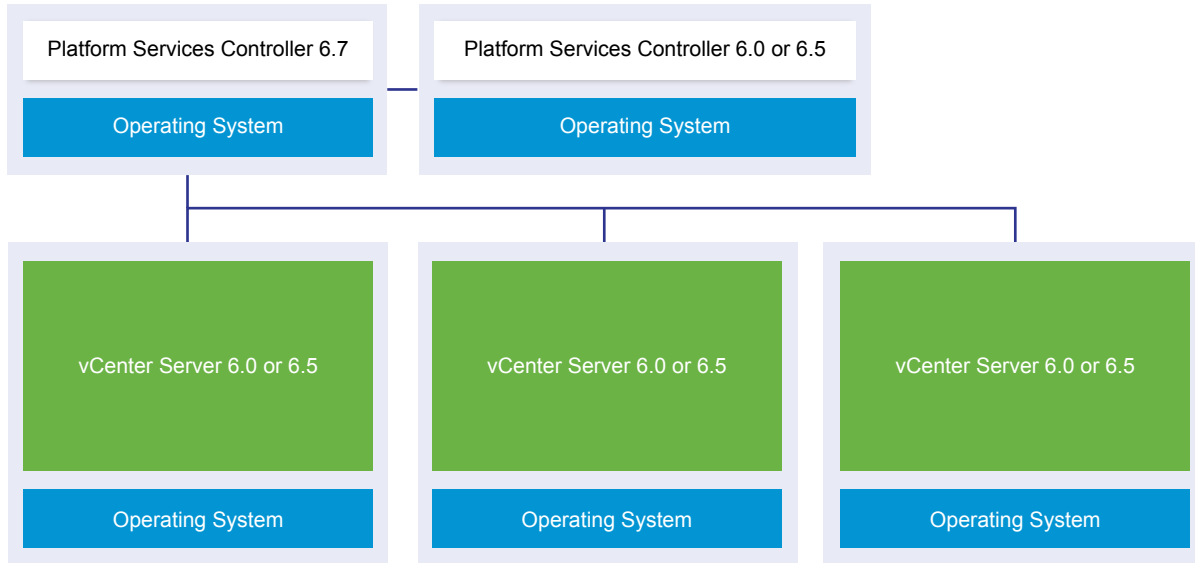 Platform Services Controller 6.7
Platform Services Controller 6.0 or 6.5
Operating System
Operating System
vCenter Server 6.0 or 6.5
vCenter Server 6.0 or 6.5
vCenter Server 6.0 or 6.5
Operating System
Operating System
Operating System